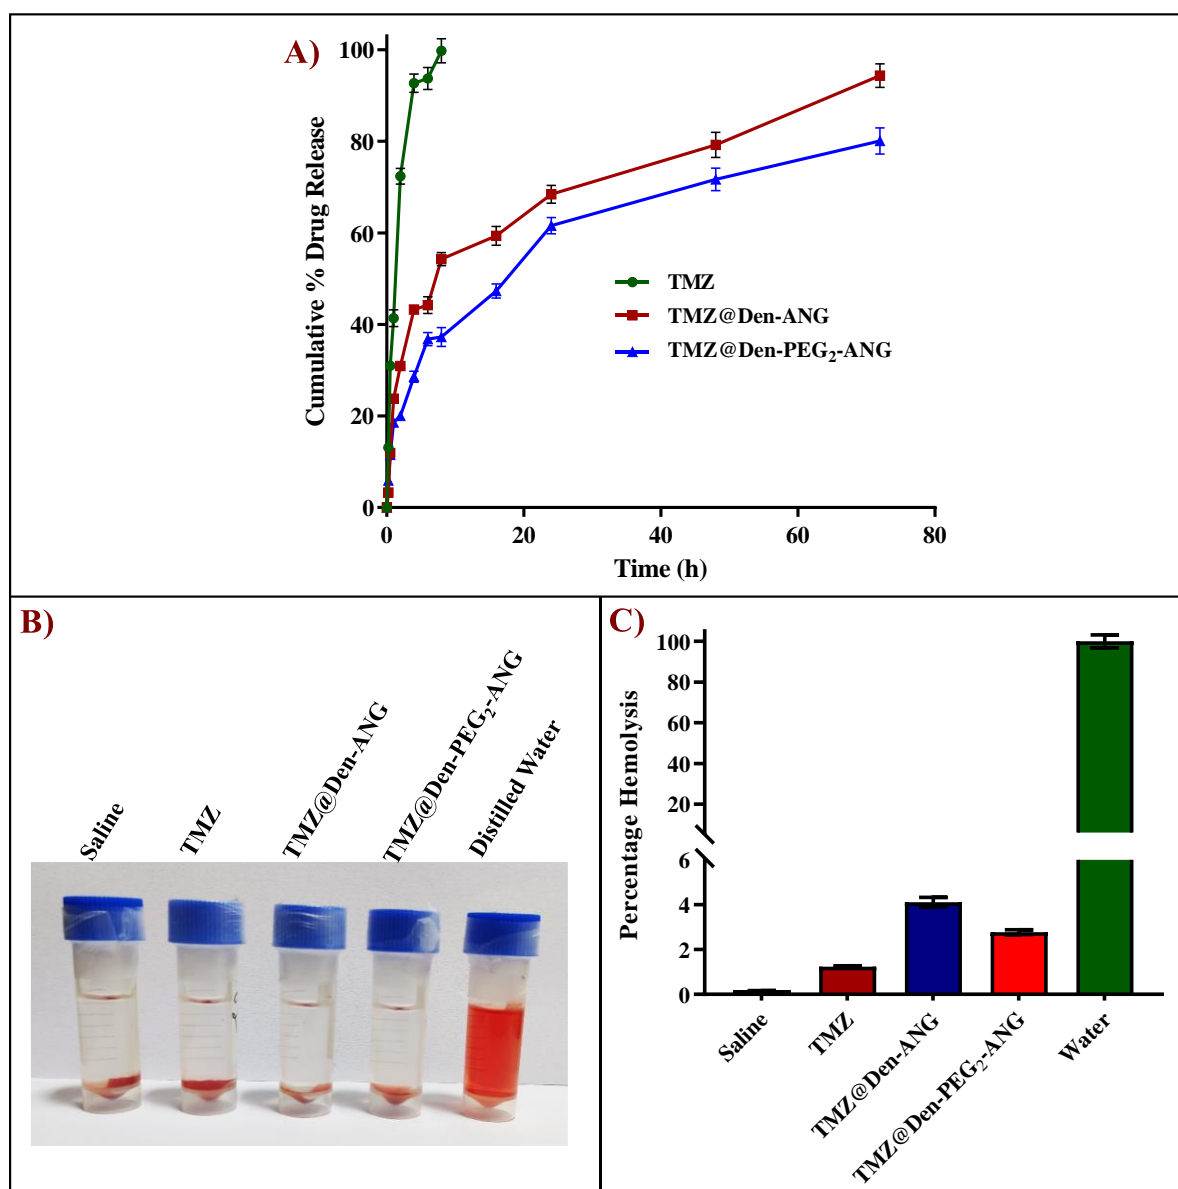 A)
Cumulative % Drug Release
100
80
60
40
20
0
0 20 40 60 80
Time (h)
TMZ
TMZ@Den-ANG
TMZ@Den-PEG₂-ANG
B)
Saline
TMZ
TMZ@Den-ANG
TMZ@Den-PEG₂-ANG
Distilled Water
C)
Percentage Hemolysis
100
80
60
40
20
6
4
2
0
Saline
TMZ
TMZ@Den-ANG
TMZ@Den-PEG₂-ANG
Water